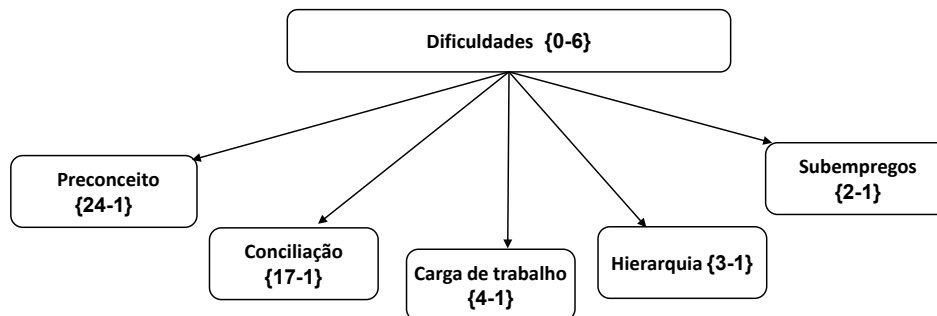 Dificuldades {0-6}
Preconceito
{24-1}
Conciliação
{17-1}
Carga de trabalho
{4-1}
Hierarquia {3-1}
Subempregos
{2-1}